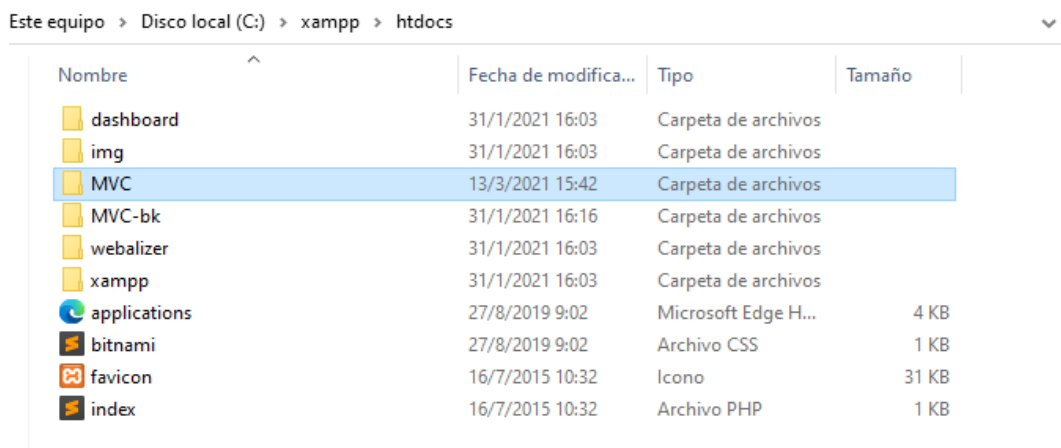 Este equipo > Disco local (C:) > xampp > htdocs
Nombre Fecha de modifica... Tipo Tamaño
dashboard 31/1/2021 16:03 Carpeta de archivos
img 31/1/2021 16:03 Carpeta de archivos
MVC 13/3/2021 15:42 Carpeta de archivos
MVC-bk 31/1/2021 16:16 Carpeta de archivos
webalizer 31/1/2021 16:03 Carpeta de archivos
xampp 31/1/2021 16:03 Carpeta de archivos
applications 27/8/2019 9:02 Microsoft Edge H... 4 KB
bitnami 27/8/2019 9:02 Archivo CSS 1 KB
favicon 16/7/2015 10:32 Icono 31 KB
index 16/7/2015 10:32 Archivo PHP 1 KB